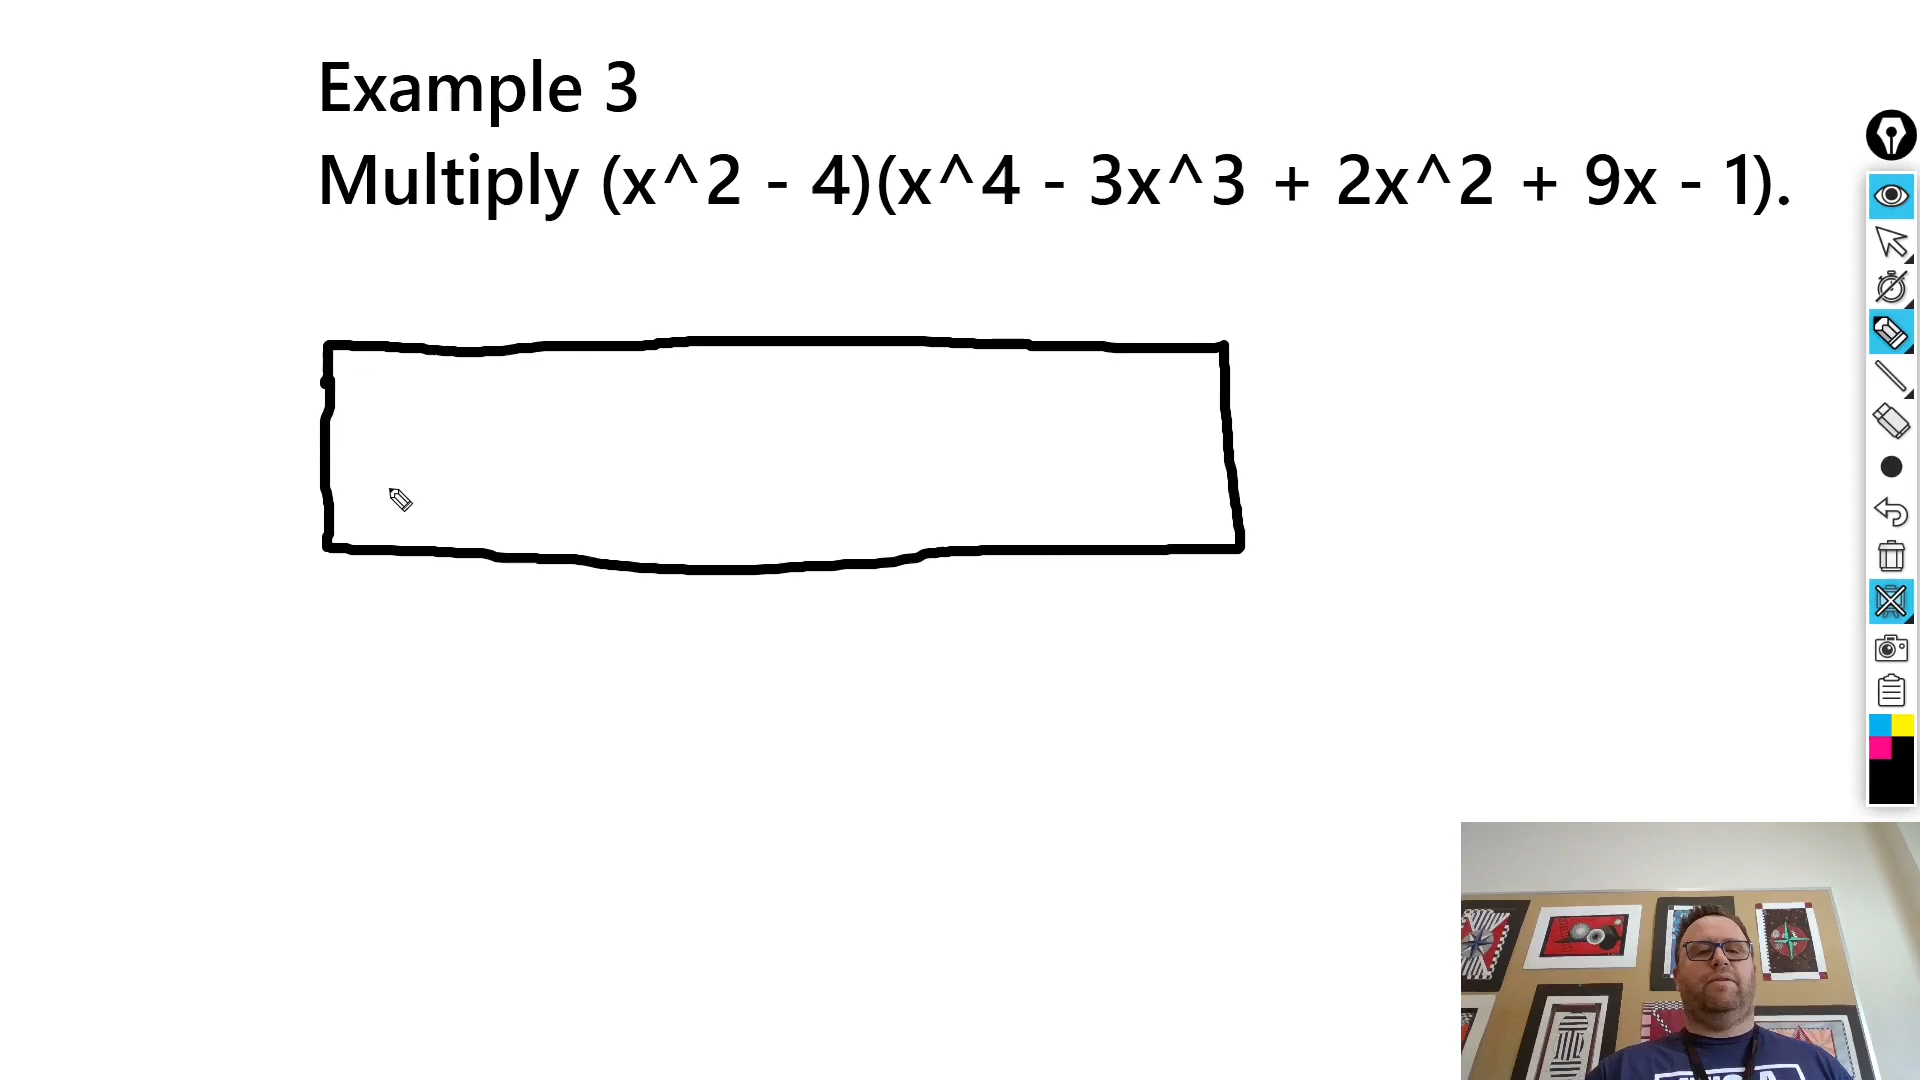 Example 3
Multiply (x^2 - 4)(x^4 - 3x^3 + 2x^2 + 9x - 1).